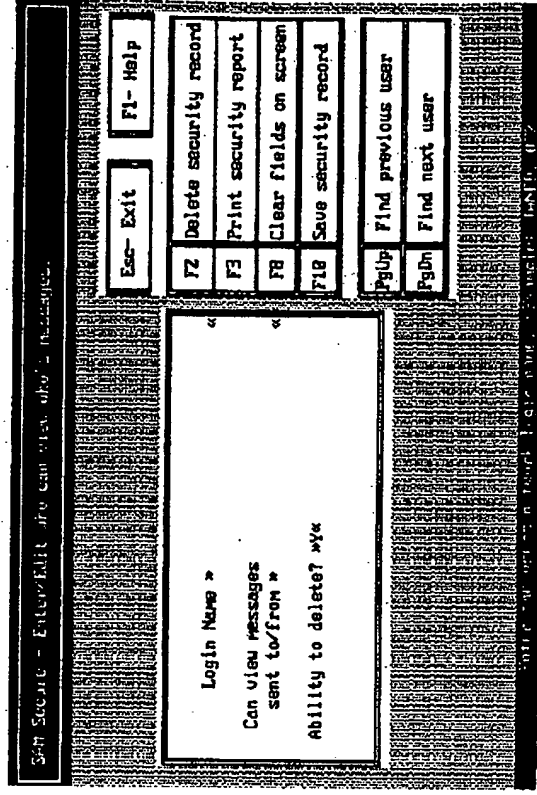 SAM Secure - Enter/Edit who can view who's messages.
Esc- Exit
F1- Help
Login Name » «
Can view messages
sent to/from » «
Ability to delete? »Y«
F2 Delete security record
F3 Print security report
F8 Clear fields on screen
F10 Save security record
PgUp Find previous user
PgDn Find next user